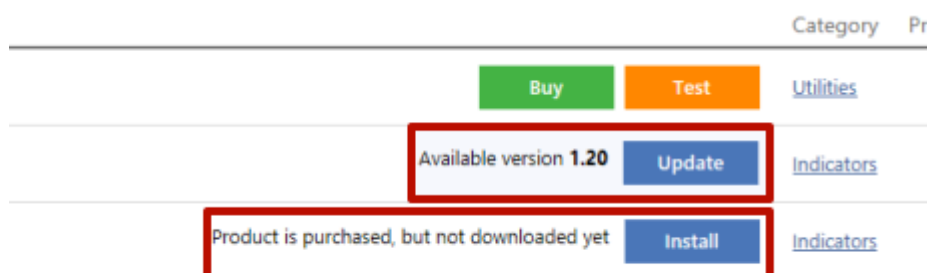 Category Pr
Buy Test Utilities
Available version 1.20 Update Indicators
Product is purchased, but not downloaded yet Install Indicators